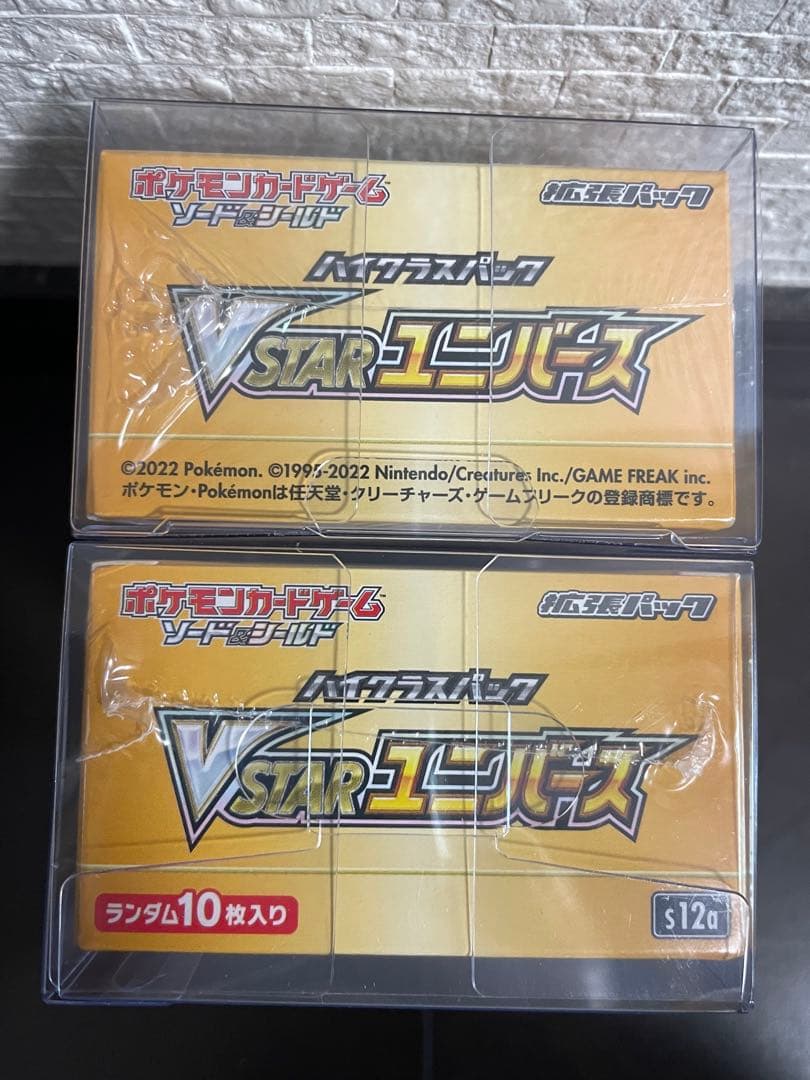 ポケモンカードゲーム
ソード&シールド
拡張パック
ハイクラスパック
VSTARユニバース
©2022 Pokémon. ©1995-2022 Nintendo/Creatures Inc./GAME FREAK inc.
ポケモン・Pokémonは任天堂・クリーチャーズ・ゲームフリークの登録商標です。
ポケモンカードゲーム
ソード&シールド
拡張パック
ハイクラスパック
VSTARユニバース
ランダム10枚入り
s12a